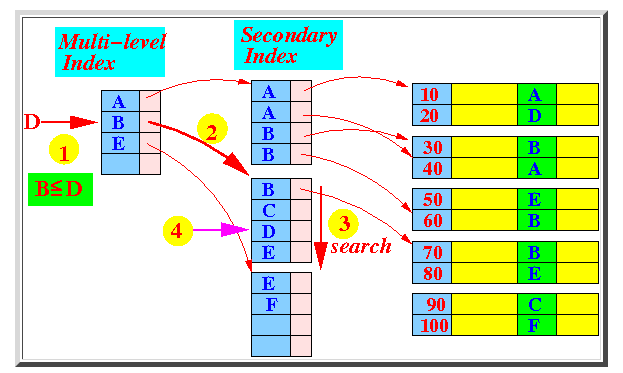 Multi-level
Index
Secondary
Index
A
B
E
D
1
B≦D
2
A
A
B
B
B
C
D
E
4
3
search
E
F
10 A
20 D
30 B
40 A
50 E
60 B
70 B
80 E
90 C
100 F